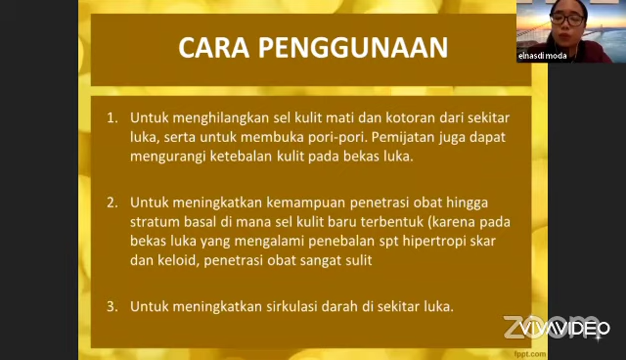 CARA PENGGUNAAN
elnasdi moda
1. Untuk menghilangkan sel kulit mati dan kotoran dari sekitar
luka, serta untuk membuka pori-pori. Pemijatan juga dapat
mengurangi ketebalan kulit pada bekas luka.
2. Untuk meningkatkan kemampuan penetrasi obat hingga
stratum basal di mana sel kulit baru terbentuk (karena pada
bekas luka yang mengalami penebalan spt hipertropi skar
dan keloid, penetrasi obat sangat sulit
3. Untuk meningkatkan sirkulasi darah di sekitar luka.
zoom
VIVAVIDEO
fppt.com